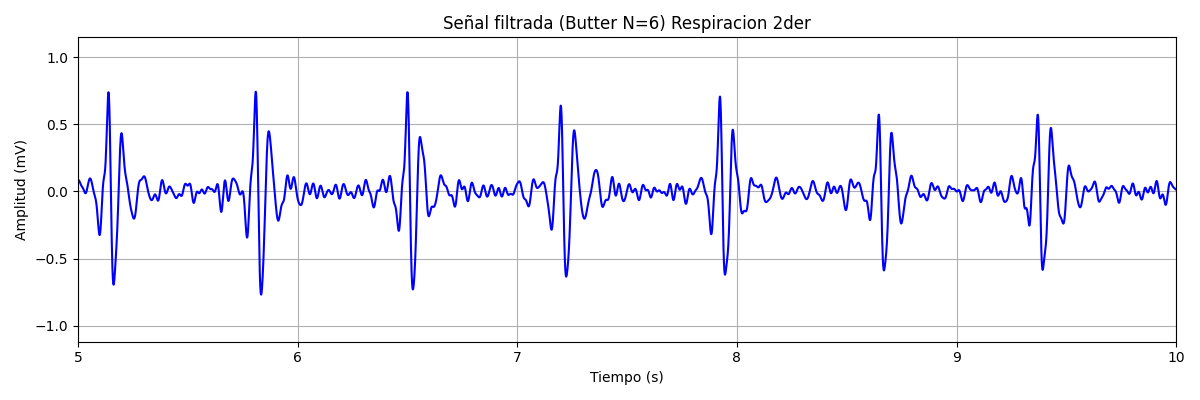 Señal filtrada (Butter N=6) Respiracion 2der
Amplitud (mV)
1.0
0.5
0.0
−0.5
−1.0
5 6 7 8 9 10
Tiempo (s)